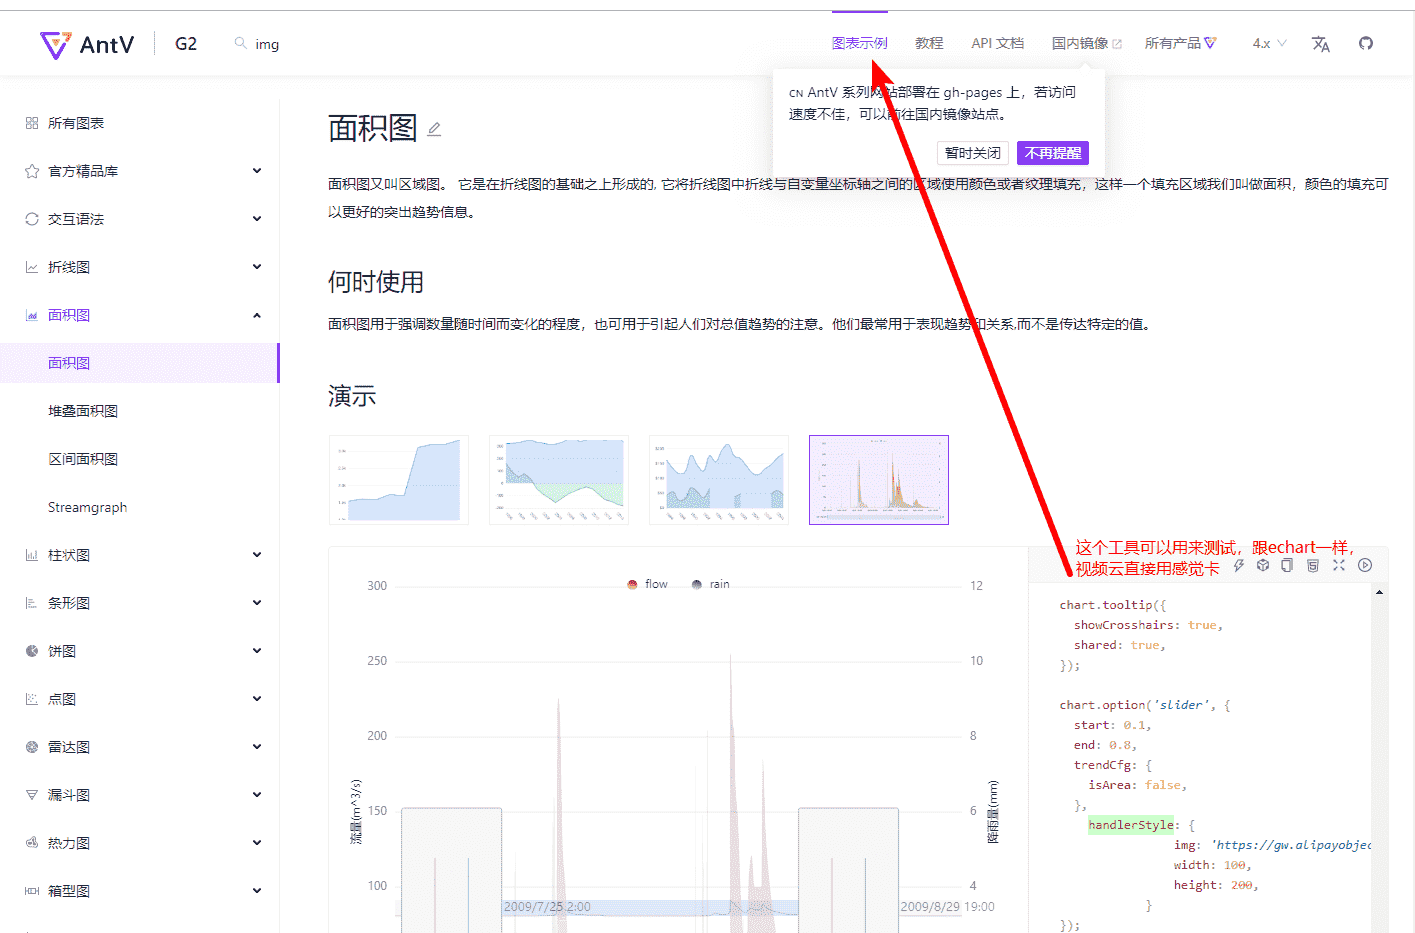 AntV
G2
img
图表示例
教程
API 文档
国内镜像
所有产品
4.x
CN AntV 系列网站部署在 gh-pages 上，若访问
速度不佳，可以前往国内镜像站点。
暂时关闭
不再提醒
所有图表
官方精品库
交互语法
折线图
面积图
面积图
堆叠面积图
区间面积图
Streamgraph
柱状图
条形图
饼图
点图
雷达图
漏斗图
热力图
箱型图
面积图
面积图又叫区域图。 它是在折线图的基础之上形成的, 它将折线图中折线与自变量坐标轴之间的区域使用颜色或者纹理填充，这样一个填充区域我们叫做面积，颜色的填充可
以更好的突出趋势信息。
何时使用
面积图用于强调数量随时间而变化的程度，也可用于引起人们对总值趋势的注意。他们最常用于表现趋势和关系,而不是传达特定的值。
演示
这个工具可以用来测试，跟echart一样，
视频云直接用感觉卡
flow
rain
300
250
200
150
100
流量(m^3/s)
12
10
8
6
4
降雨量(mm)
2009/7/25 2:00
2009/8/29 19:00
chart.tooltip({
showCrosshairs: true,
shared: true,
});
chart.option('slider', {
start: 0.1,
end: 0.8,
trendCfg: {
isArea: false,
},
handlerStyle: {
img: 'https://gw.alipayobjec
width: 100,
height: 200,
}
});